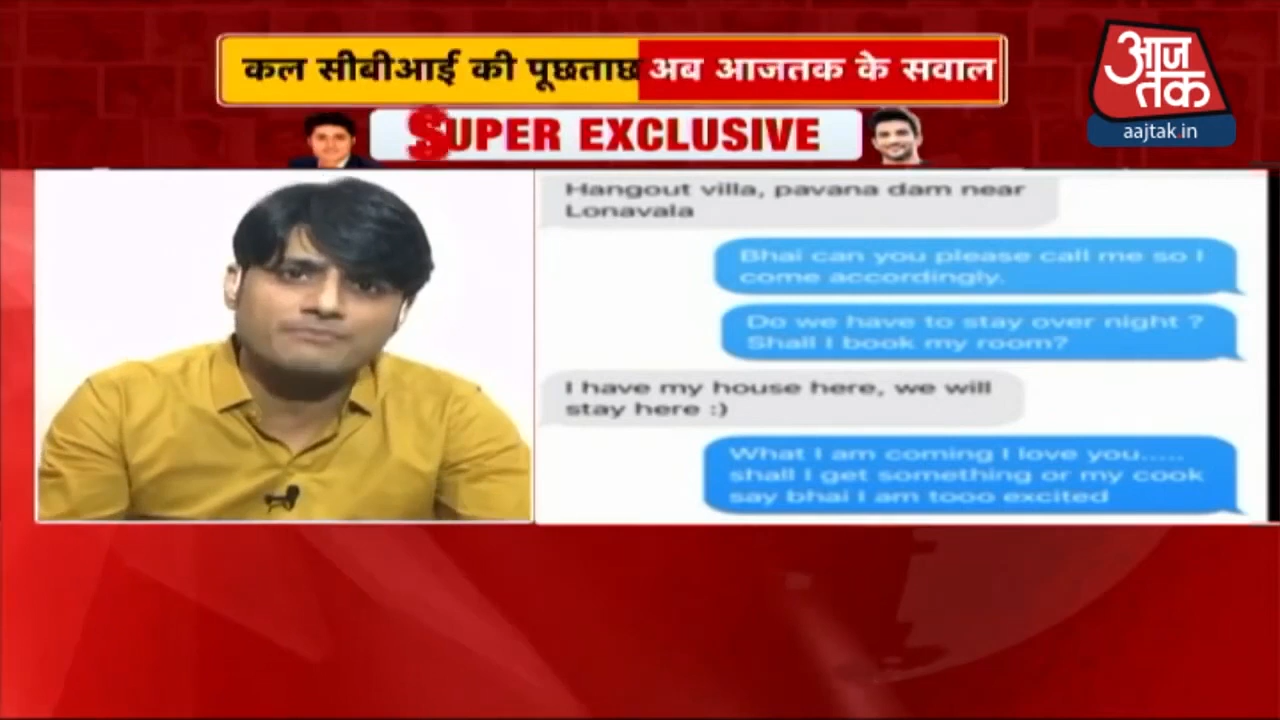 कल सीबीआई की पूछताछ अब आजतक के सवाल
आज
तक
aajtak.in
SUPER EXCLUSIVE
Hangout villa, pavana dam near
Lonavala
Bhai can you please call me so I
come accordingly.
Do we have to stay over night ?
Shall I book my room?
I have my house here, we will
stay here :)
What I am coming I love you.....
shall I get something or my cook
say bhai I am tooo excited